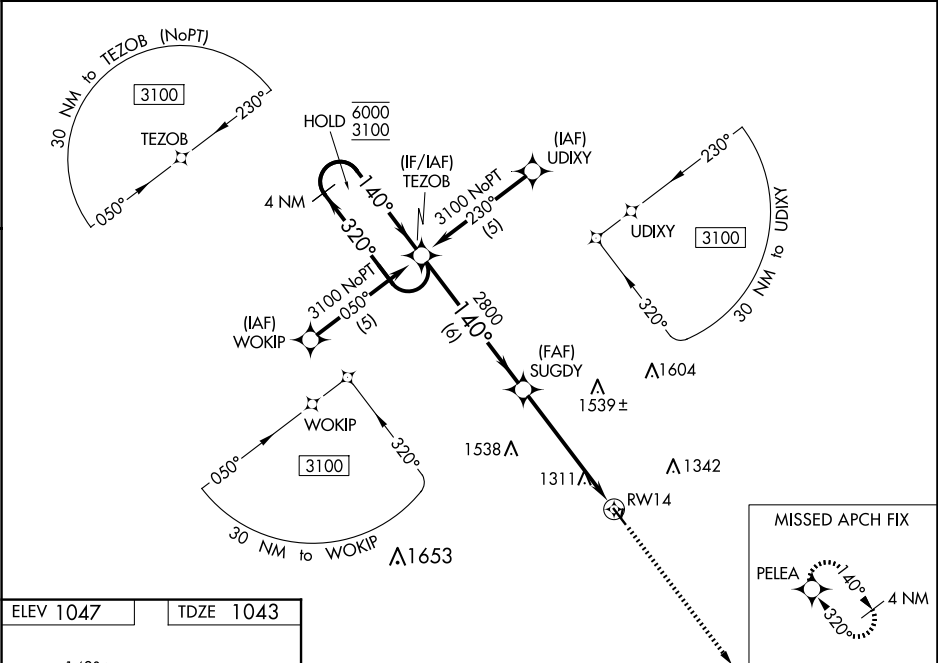 30 NM to TEZOB (NoPT)
3100
230°
TEZOB
050°
HOLD
6000
3100
4 NM
140°
320°
(IF/IAF)
TEZOB
(IAF)
UDIXY
3100 NoPT
230°
(5)
3100 NoPT
050°
(5)
(IAF)
WOKIP
230°
UDIXY
3100
320°
30 NM to UDIXY
2800
140°
(6)
(FAF)
SUGDY
1604
1539±
1538
1311
1342
RW14
WOKIP
050°
3100
320°
30 NM to WOKIP
1653
MISSED APCH FIX
PELEA
140°
320°
4 NM
ELEV 1047
TDZE 1043